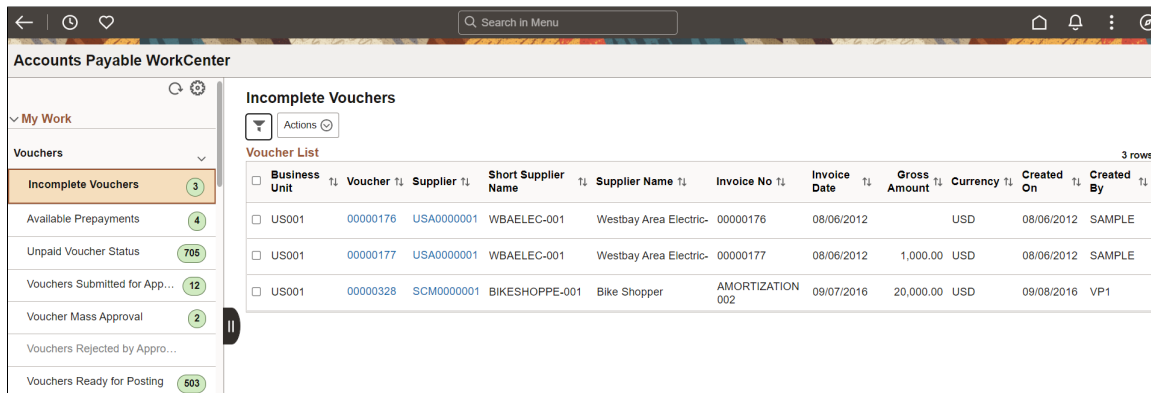 Search in Menu
Accounts Payable WorkCenter
My Work
Vouchers
Incomplete Vouchers 3
Available Prepayments 4
Unpaid Voucher Status 705
Vouchers Submitted for App... 12
Voucher Mass Approval 2
Vouchers Rejected by Appro...
Vouchers Ready for Posting 503
Incomplete Vouchers
Actions
Voucher List 3 rows
Business Unit Voucher Supplier Short Supplier Name Supplier Name Invoice No Invoice Date Gross Amount Currency Created On Created By
US001 00000176 USA0000001 WBAELEC-001 Westbay Area Electric- 00000176 08/06/2012 USD 08/06/2012 SAMPLE
US001 00000177 USA0000001 WBAELEC-001 Westbay Area Electric- 00000177 08/06/2012 1,000.00 USD 08/06/2012 SAMPLE
US001 00000328 SCM0000001 BIKESHOPPE-001 Bike Shopper AMORTIZATION 002 09/07/2016 20,000.00 USD 09/08/2016 VP1